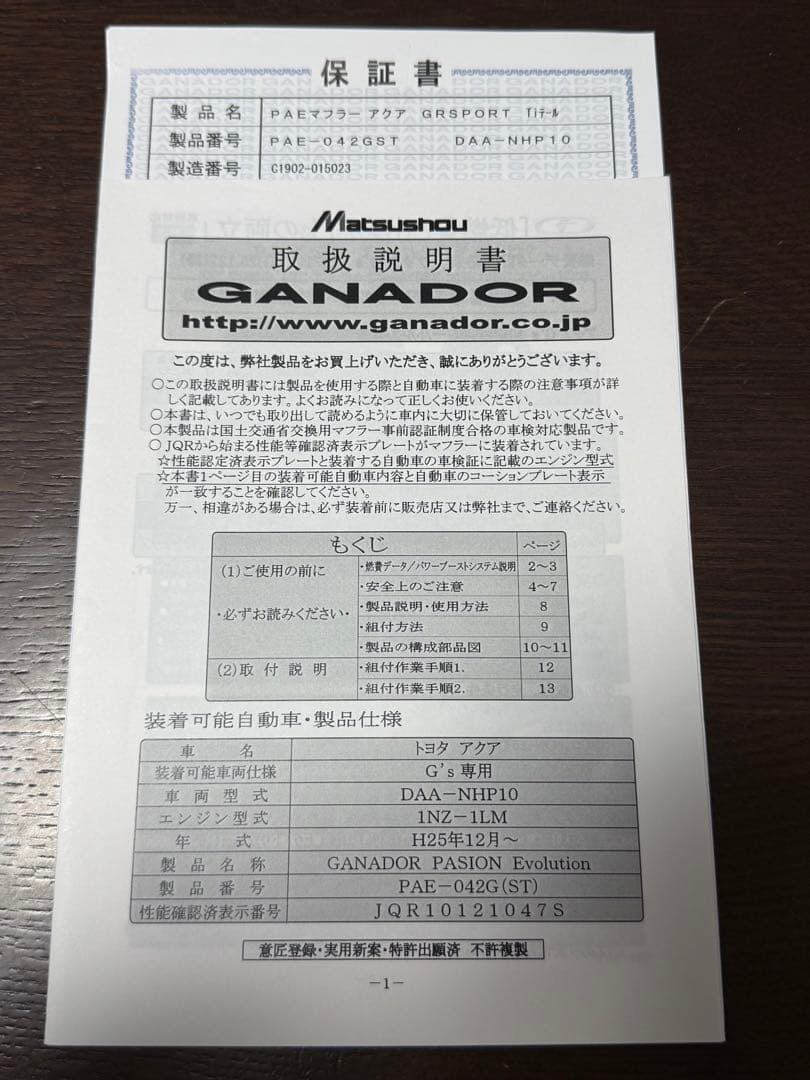 保証書
製品名 PAEマフラー アクア GRSPORT Tiテール
製品番号 PAE-042GST DAA-NHP10
製造番号 C1902-015023
Matsushou
取扱説明書
GANADOR
http://www.ganador.co.jp
この度は、弊社製品をお買上げいただき、誠にありがとうございます。
○この取扱説明書には製品を使用する際と自動車に装着する際の注意事項が詳
しく記載してあります。よくお読みになって正しくお使いください。
○本書は、いつでも取り出して読めるように車内に大切に保管しておいてください。
○本製品は国土交通省交換用マフラー事前認証制度合格の車検対応製品です。
○JQRから始まる性能等確認済表示プレートがマフラーに装着されています。
☆性能認定済表示プレートと装着する自動車の車検証に記載のエンジン型式
☆本書1ページ目の装着可能自動車内容と自動車のコーションプレート表示
が一致することを確認してください。
万一、相違がある場合は、必ず装着前に販売店又は弊社まで、ご連絡ください。
もくじ ページ
(1)ご使用の前に ・燃費データ/パワーブーストシステム説明 2～3
・安全上のご注意 4～7
・必ずお読みください・ ・製品説明・使用方法 8
・組付方法 9
・製品の構成部品図 10～11
(2)取付説明 ・組付作業手順1. 12
・組付作業手順2. 13
装着可能自動車・製品仕様
車名 トヨタ アクア
装着可能車両仕様 G's専用
車両型式 DAA-NHP10
エンジン型式 1NZ-1LM
年式 H25年12月～
製品名称 GANADOR PASION Evolution
製品番号 PAE-042G(ST)
性能確認済表示番号 JQR10121047S
意匠登録・実用新案・特許出願済 不許複製
-1-